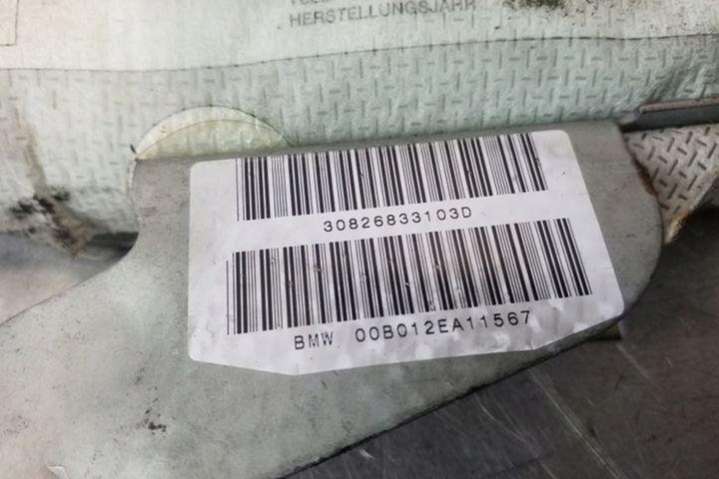 HERSTELLUNGSJAHR
30826833103D
BMW 00B012EA11567